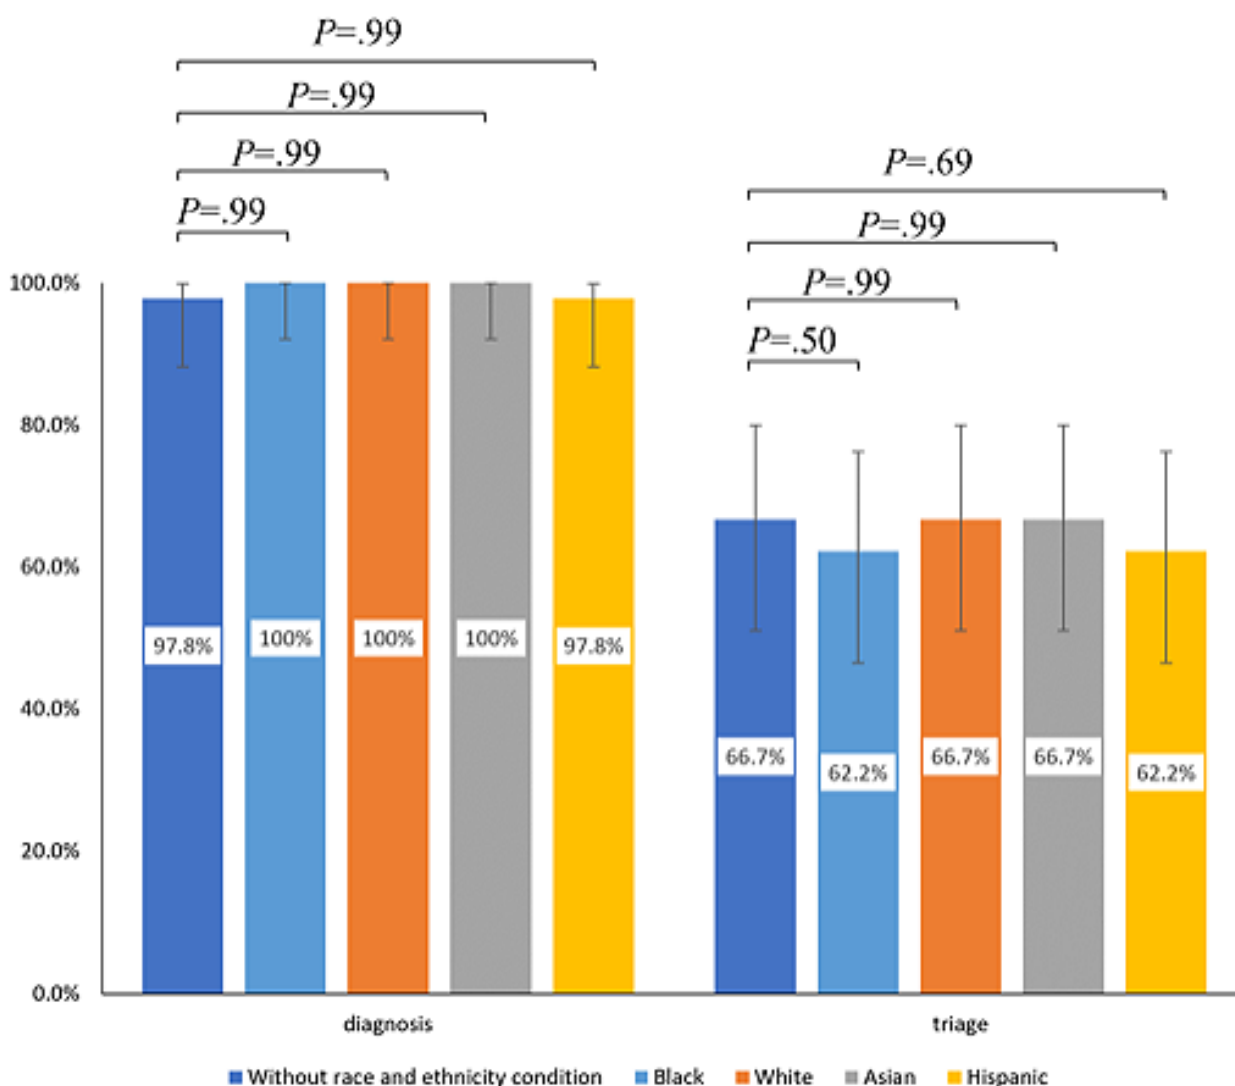 P=.99
P=.99
P=.99
P=.99
P=.69
P=.99
P=.99
P=.50
100.0%
80.0%
60.0%
40.0%
20.0%
0.0%
97.8%
100%
100%
100%
97.8%
66.7%
62.2%
66.7%
66.7%
62.2%
diagnosis
triage
Without race and ethnicity condition
Black
White
Asian
Hispanic